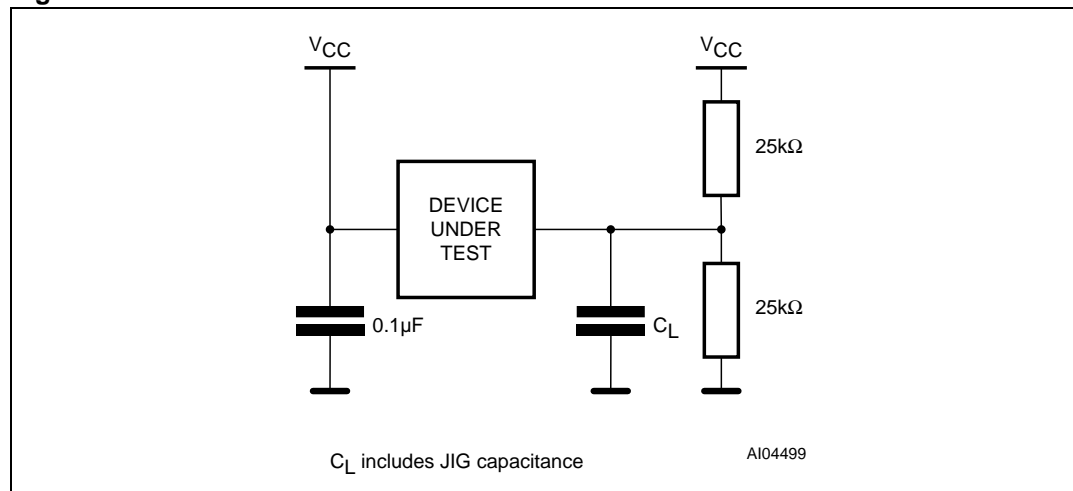 VCC
VCC
25kΩ
DEVICE
UNDER
TEST
0.1µF
CL
25kΩ
CL includes JIG capacitance
AI04499